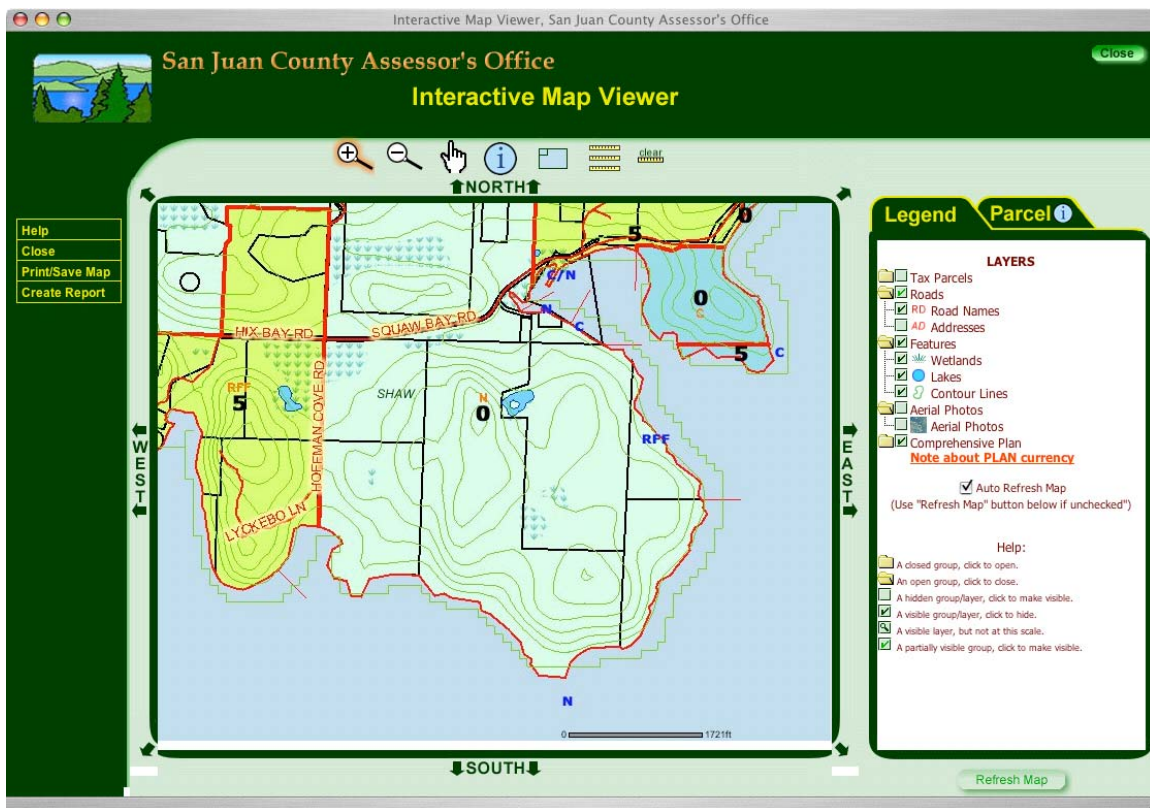 Interactive Map Viewer, San Juan County Assessor's Office
San Juan County Assessor's Office
Close
Interactive Map Viewer
clear
NORTH
Help
Close
Print/Save Map
Create Report
WEST
EAST
0
5
C/N
0
S
N
C
5
C
HIX BAY RD
SQUAW BAY RD
HOFFMAN COVE RD
SHAW
RFF
5
N
0
RFF
LYCKEBO LN
N
0 1721ft
SOUTH
Legend
Parcel i
LAYERS
Tax Parcels
Roads
RD Road Names
AD Addresses
Features
Wetlands
Lakes
Contour Lines
Aerial Photos
Aerial Photos
Comprehensive Plan
Note about PLAN currency
Auto Refresh Map
(Use "Refresh Map" button below if unchecked")
Help:
A closed group, click to open.
An open group, click to close.
A hidden group/layer, click to make visible.
A visible group/layer, click to hide.
A visible layer, but not at this scale.
A partially visible group, click to make visible.
Refresh Map